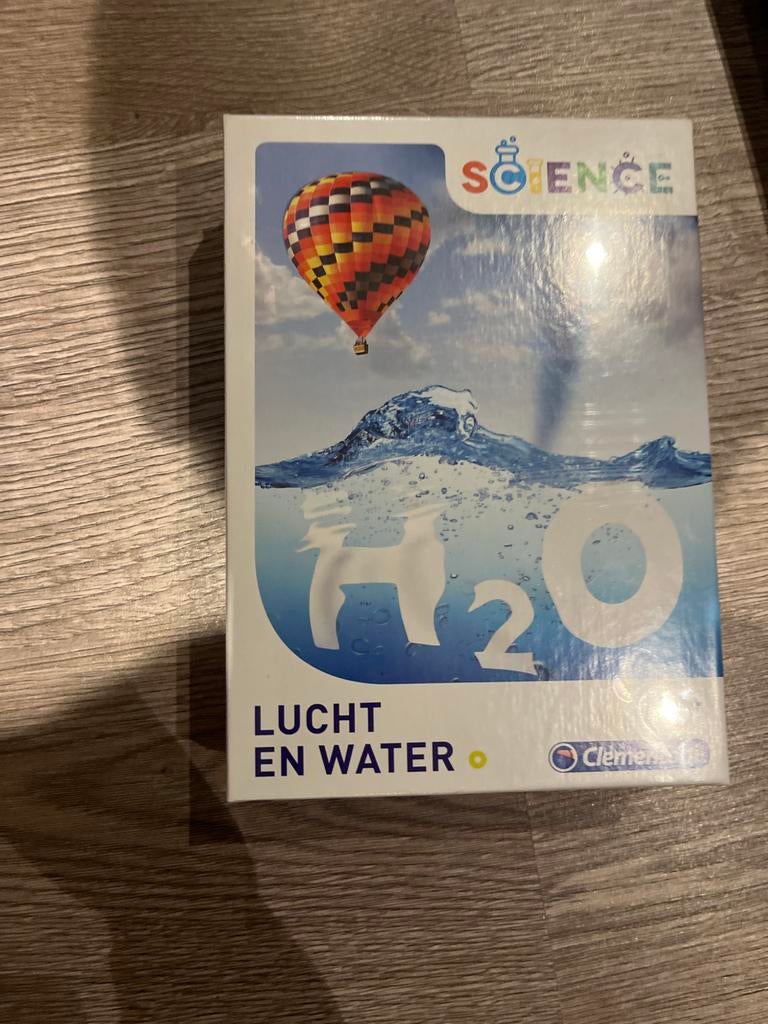 SCIENCE
H2O
LUCHT
EN WATER